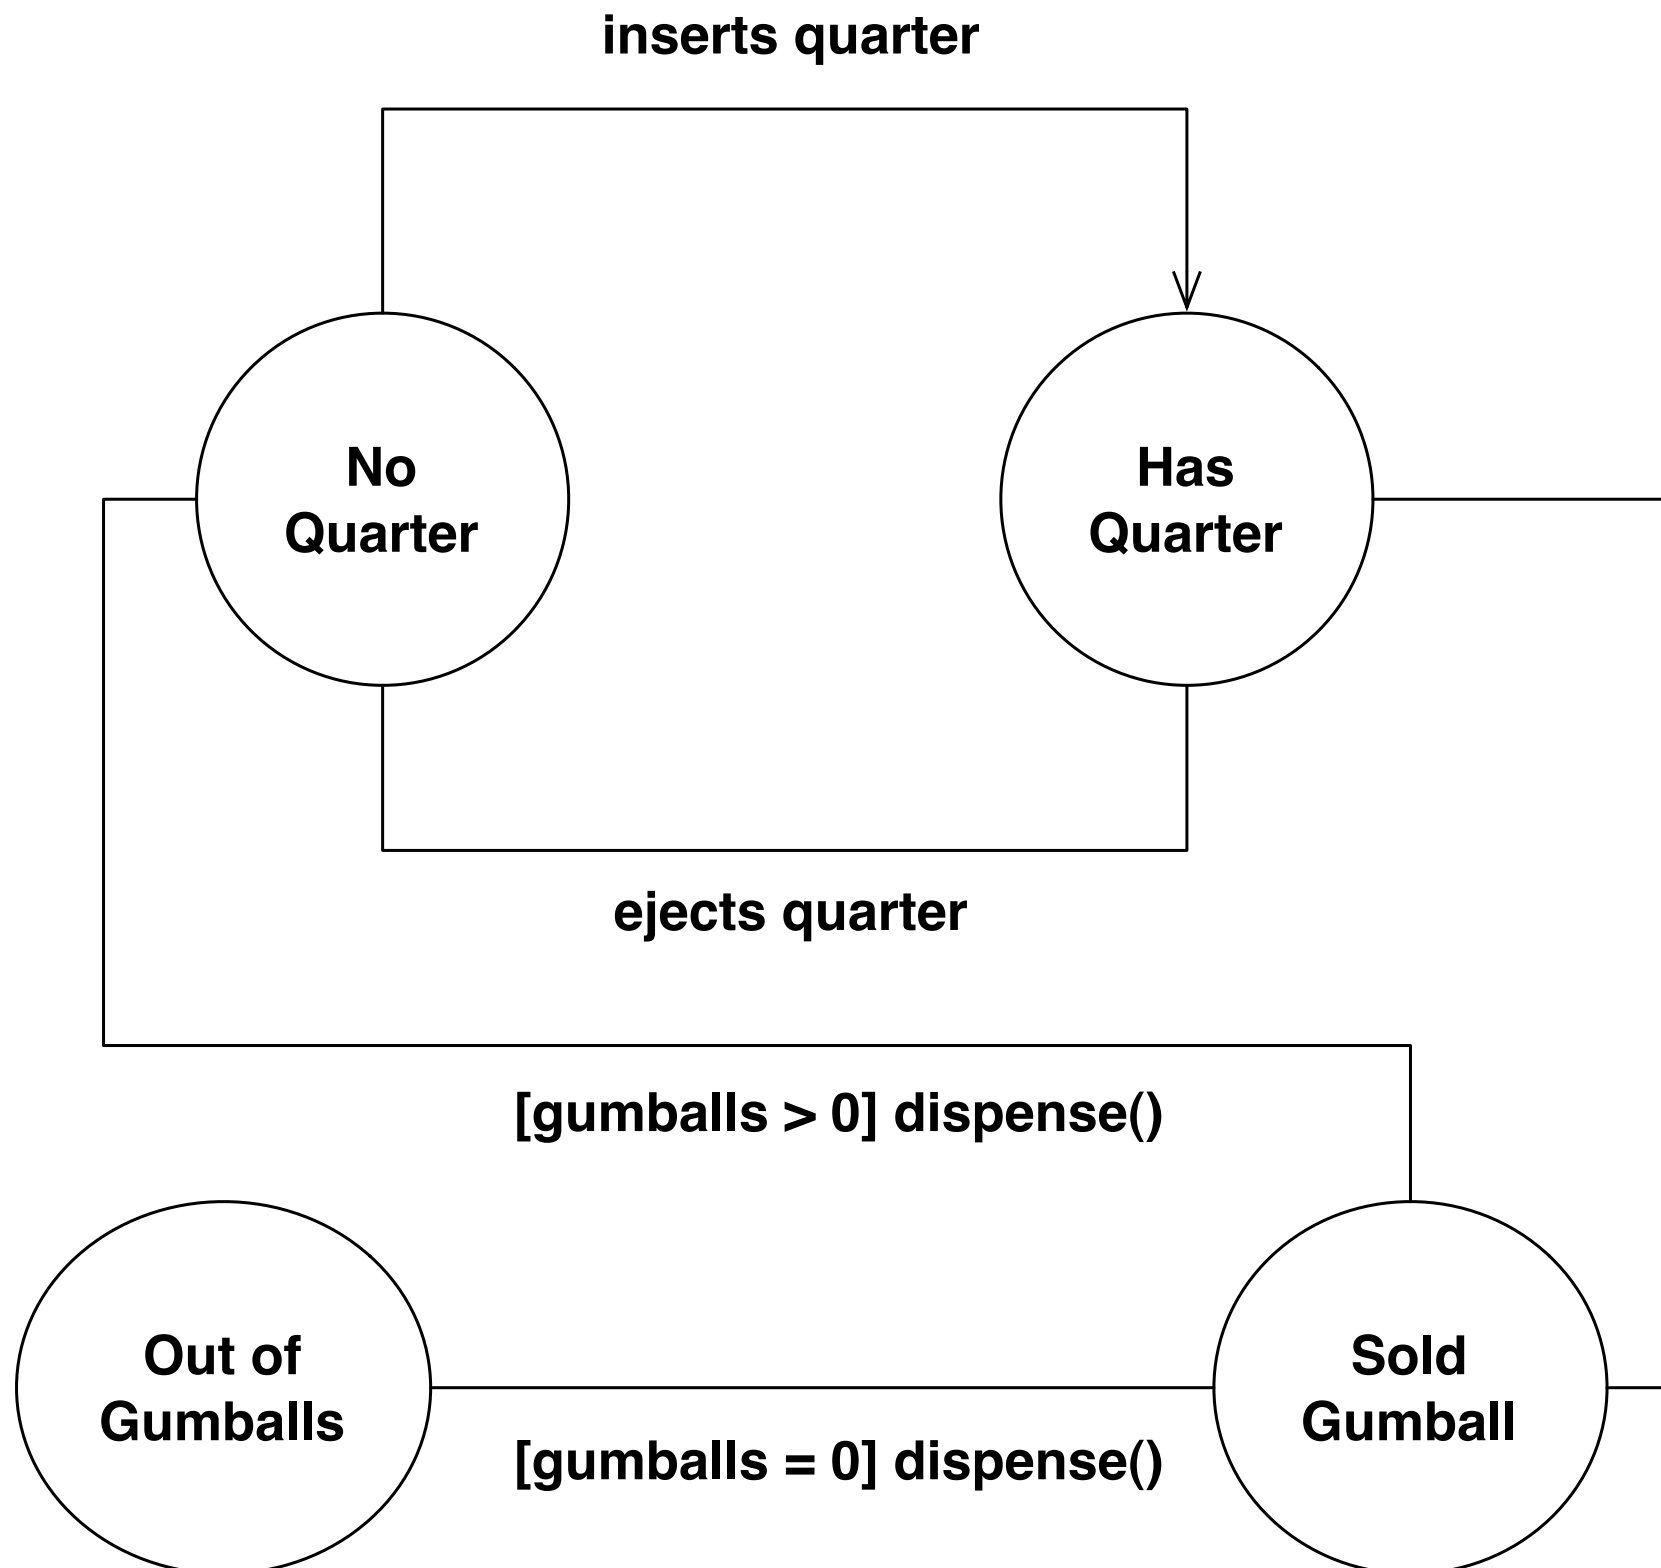 inserts quarter
No
Quarter
Has
Quarter
ejects quarter
[gumballs > 0] dispense()
Out of
Gumballs
Sold
Gumball
[gumballs = 0] dispense()